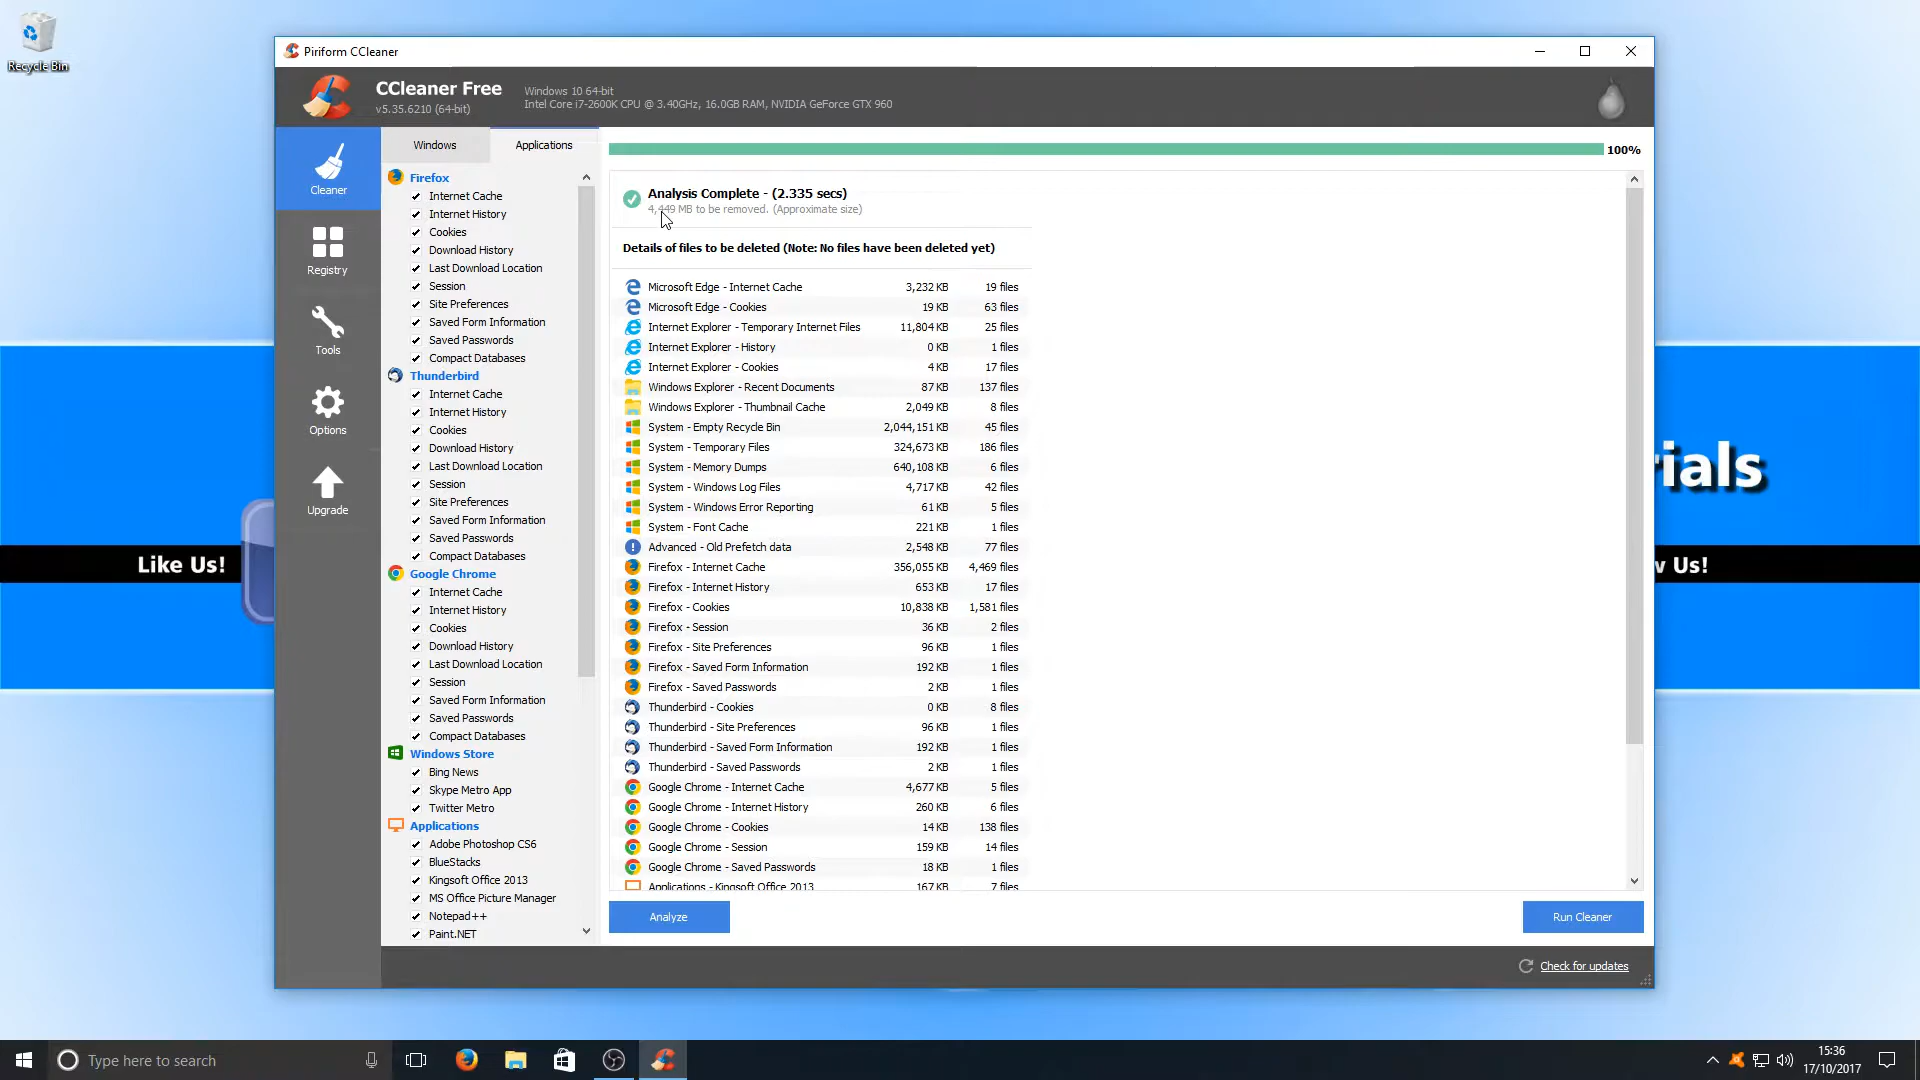 Recycle Bin
Piriform CCleaner
CCleaner Free
v5.35.6210 (64-bit)
Windows 10 64-bit
Intel Core i7-2600K CPU @ 3.40GHz, 16.0GB RAM, NVIDIA GeForce GTX 960
Cleaner
Registry
Tools
Options
Upgrade
Windows
Applications
Firefox
Internet Cache
Internet History
Cookies
Download History
Last Download Location
Session
Site Preferences
Saved Form Information
Saved Passwords
Compact Databases
Thunderbird
Internet Cache
Internet History
Cookies
Download History
Last Download Location
Session
Site Preferences
Saved Form Information
Saved Passwords
Compact Databases
Google Chrome
Internet Cache
Internet History
Cookies
Download History
Last Download Location
Session
Saved Form Information
Saved Passwords
Compact Databases
Windows Store
Bing News
Skype Metro App
Twitter Metro
Applications
Adobe Photoshop CS6
BlueStacks
Kingsoft Office 2013
MS Office Picture Manager
Notepad++
Paint.NET
100%
Analysis Complete - (2.335 secs)
4,449 MB to be removed. (Approximate size)
Details of files to be deleted (Note: No files have been deleted yet)
Microsoft Edge - Internet Cache 3,232 KB 19 files
Microsoft Edge - Cookies 19 KB 63 files
Internet Explorer - Temporary Internet Files 11,804 KB 25 files
Internet Explorer - History 0 KB 1 files
Internet Explorer - Cookies 4 KB 17 files
Windows Explorer - Recent Documents 87 KB 137 files
Windows Explorer - Thumbnail Cache 2,049 KB 8 files
System - Empty Recycle Bin 2,044,151 KB 45 files
System - Temporary Files 324,673 KB 186 files
System - Memory Dumps 640,108 KB 6 files
System - Windows Log Files 4,717 KB 42 files
System - Windows Error Reporting 61 KB 5 files
System - Font Cache 221 KB 1 files
Advanced - Old Prefetch data 2,548 KB 77 files
Firefox - Internet Cache 356,055 KB 4,469 files
Firefox - Internet History 653 KB 17 files
Firefox - Cookies 10,838 KB 1,581 files
Firefox - Session 36 KB 2 files
Firefox - Site Preferences 96 KB 1 files
Firefox - Saved Form Information 192 KB 1 files
Firefox - Saved Passwords 2 KB 1 files
Thunderbird - Cookies 0 KB 8 files
Thunderbird - Site Preferences 96 KB 1 files
Thunderbird - Saved Form Information 192 KB 1 files
Thunderbird - Saved Passwords 2 KB 1 files
Google Chrome - Internet Cache 4,677 KB 5 files
Google Chrome - Internet History 260 KB 6 files
Google Chrome - Cookies 14 KB 138 files
Google Chrome - Session 159 KB 14 files
Google Chrome - Saved Passwords 18 KB 1 files
Applications - Kingsoft Office 2013 167 KB 7 files
Analyze
Run Cleaner
Check for updates
Like Us!
rials
w Us!
Type here to search
15:36
17/10/2017